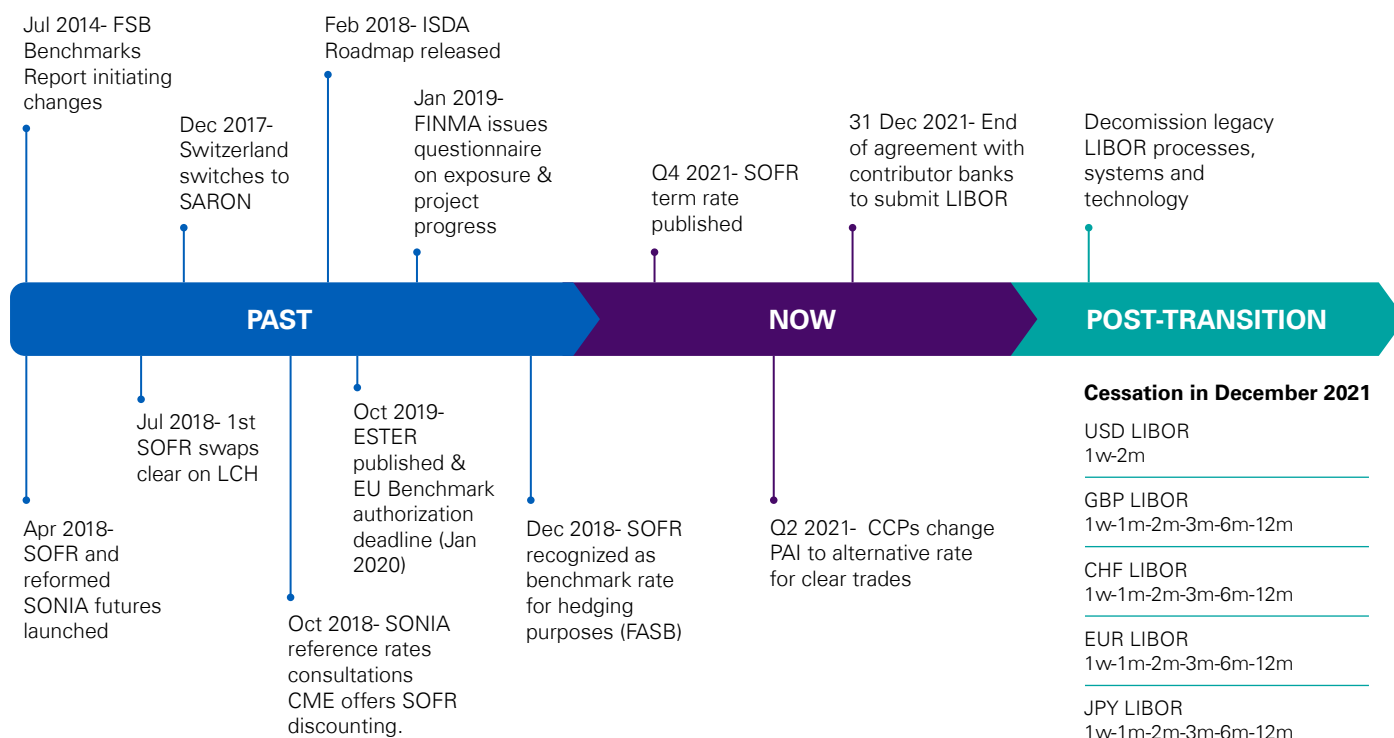 Jul 2014- FSB
Benchmarks
Report initiating
changes
Dec 2017-
Switzerland
switches to
SARON
Feb 2018- ISDA
Roadmap released
Jan 2019-
FINMA issues
questionnaire
on exposure &
project
progress
Q4 2021- SOFR
term rate
published
31 Dec 2021- End
of agreement with
contributor banks
to submit LIBOR
Decomission legacy
LIBOR processes,
systems and
technology
PAST
NOW
POST-TRANSITION
Apr 2018-
SOFR and
reformed
SONIA futures
launched
Jul 2018- 1st
SOFR swaps
clear on LCH
Oct 2018- SONIA
reference rates
consultations
CME offers SOFR
discounting.
Oct 2019-
ESTER
published &
EU Benchmark
authorization
deadline (Jan
2020)
Dec 2018- SOFR
recognized as
benchmark rate
for hedging
purposes (FASB)
Q2 2021- CCPs change
PAI to alternative rate
for clear trades
Cessation in December 2021
USD LIBOR
1w-2m
GBP LIBOR
1w-1m-2m-3m-6m-12m
CHF LIBOR
1w-1m-2m-3m-6m-12m
EUR LIBOR
1w-1m-2m-3m-6m-12m
JPY LIBOR
1w-1m-2m-3m-6m-12m